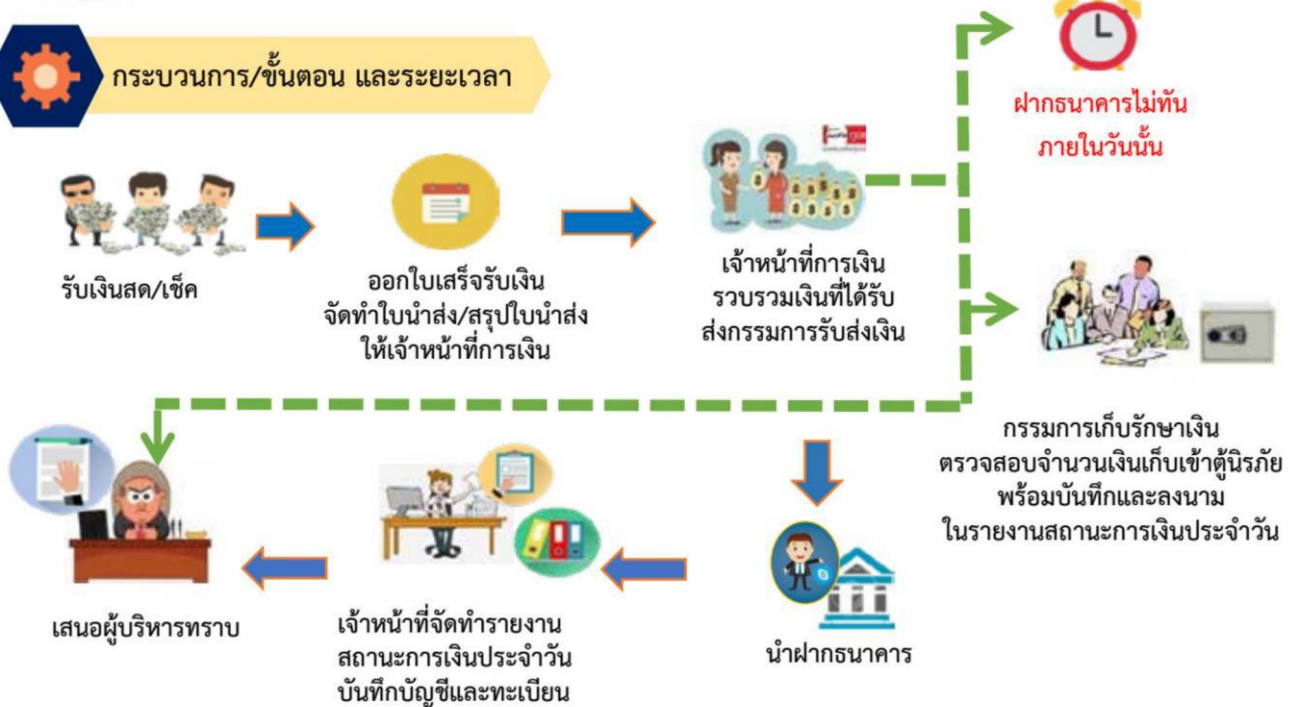 กระบวนการ/ขั้นตอน และระยะเวลา
ฝากธนาคารไม่ทัน
ภายในวันนั้น
รับเงินสด/เช็ค
ออกใบเสร็จรับเงิน
จัดทำใบนำส่ง/สรุปใบนำส่ง
ให้เจ้าหน้าที่การเงิน
เจ้าหน้าที่การเงิน
รวบรวมเงินที่ได้รับ
ส่งกรรมการรับส่งเงิน
กรรมการเก็บรักษาเงิน
ตรวจสอบจำนวนเงินเก็บเข้าตู้นิรภัย
พร้อมบันทึกและลงนาม
ในรายงานสถานะการเงินประจำวัน
นำฝากธนาคาร
เจ้าหน้าที่จัดทำรายงาน
สถานะการเงินประจำวัน
บันทึกบัญชีและทะเบียน
เสนอผู้บริหารทราบ